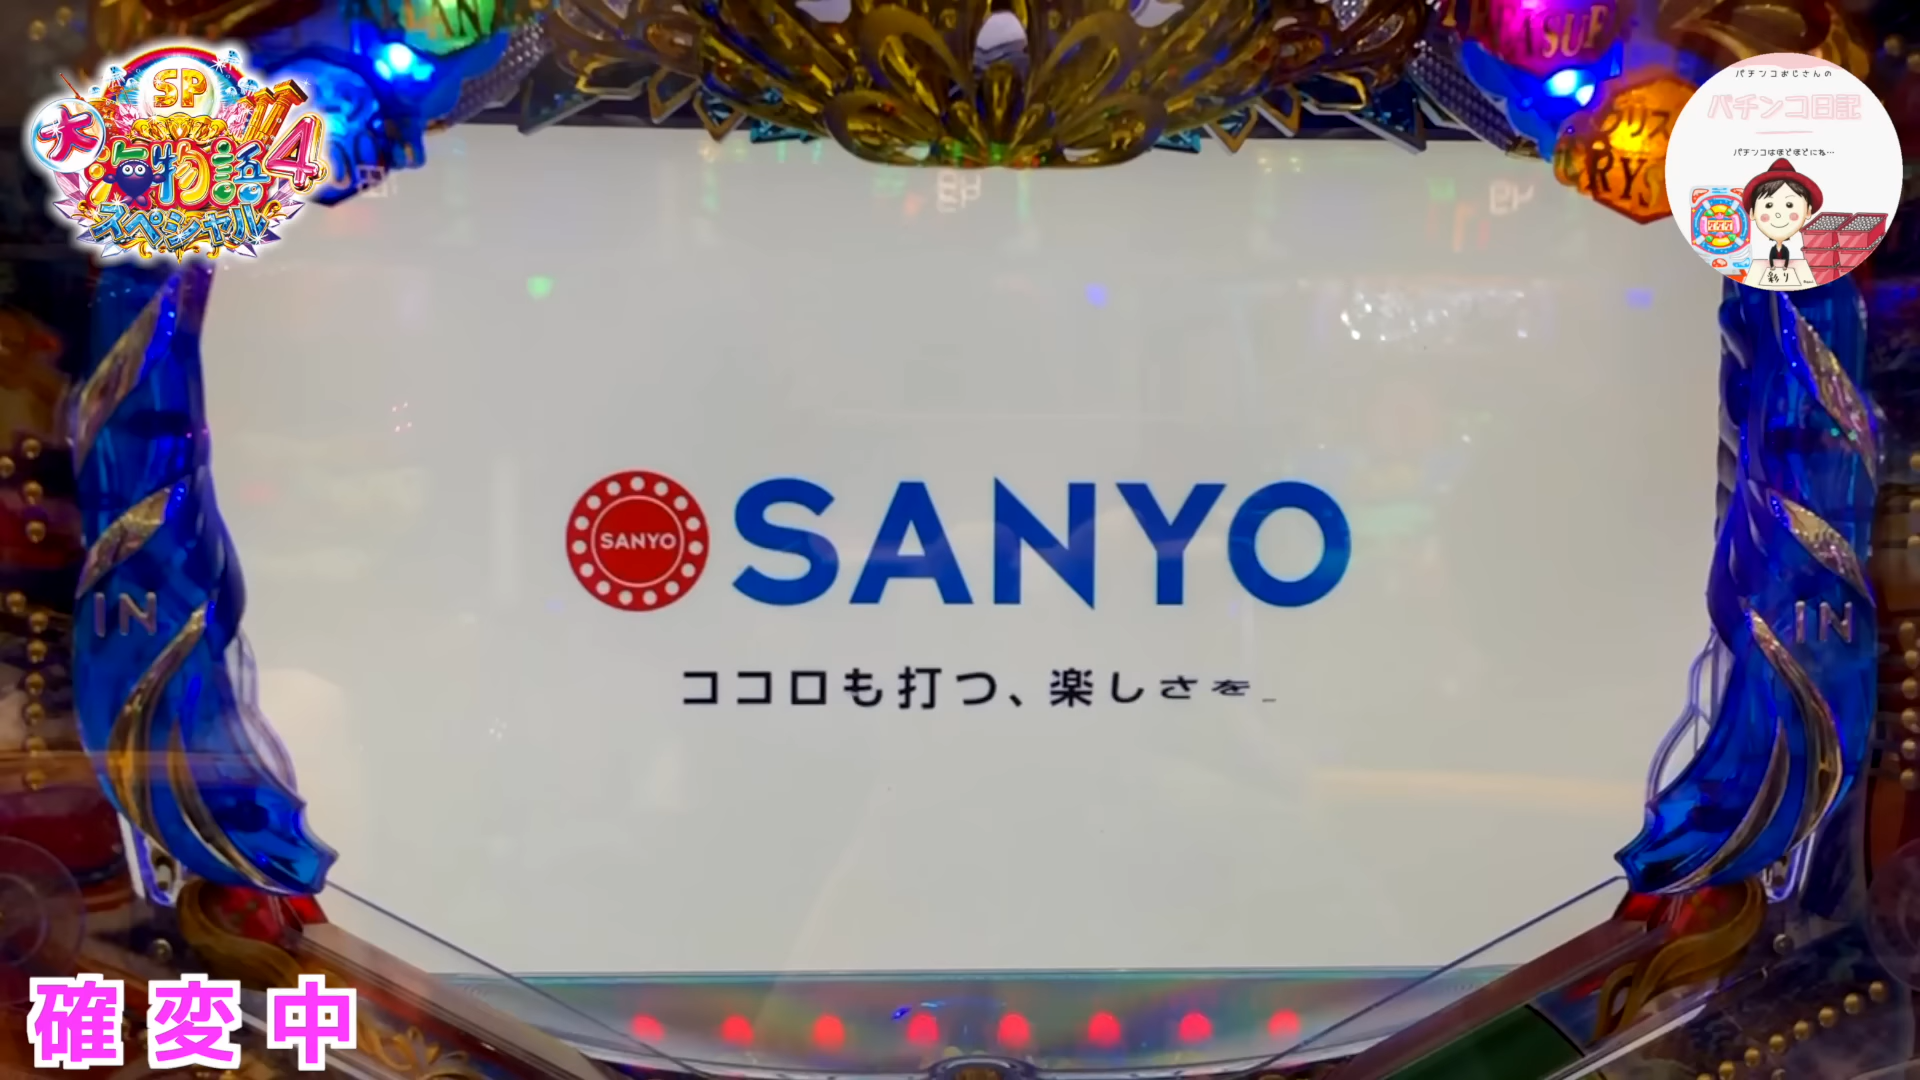 SP
大海物語4
スペシャル
パチンコおじさんの
パチンコ日記
パチンコはほどほどにね…
彩り
SANYO
SANYO
ココロも打つ、楽しさを
IN
IN
確変中